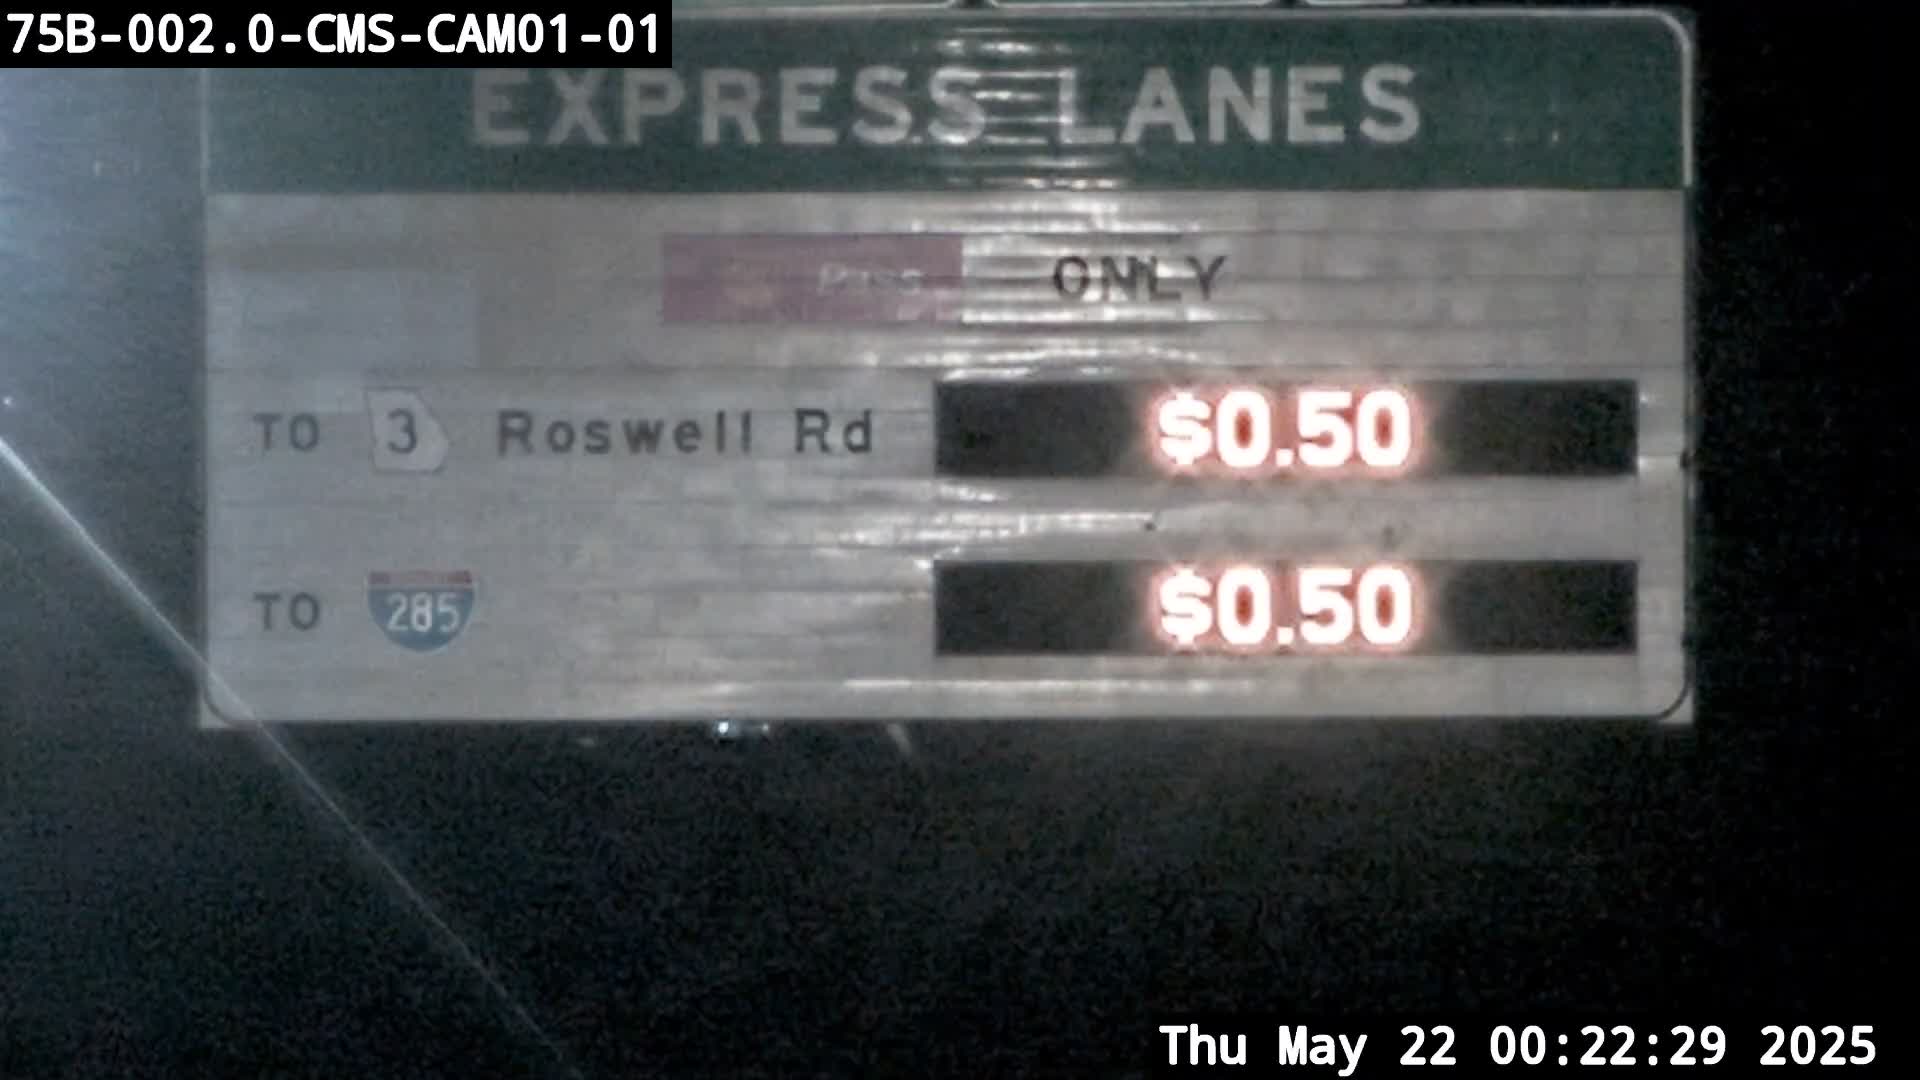 75B-002.0-CMS-CAM01-01
EXPRESS LANES
Pass ONLY
TO 3 Roswell Rd $0.50
TO 285 $0.50
Thu May 22 00:22:29 2025